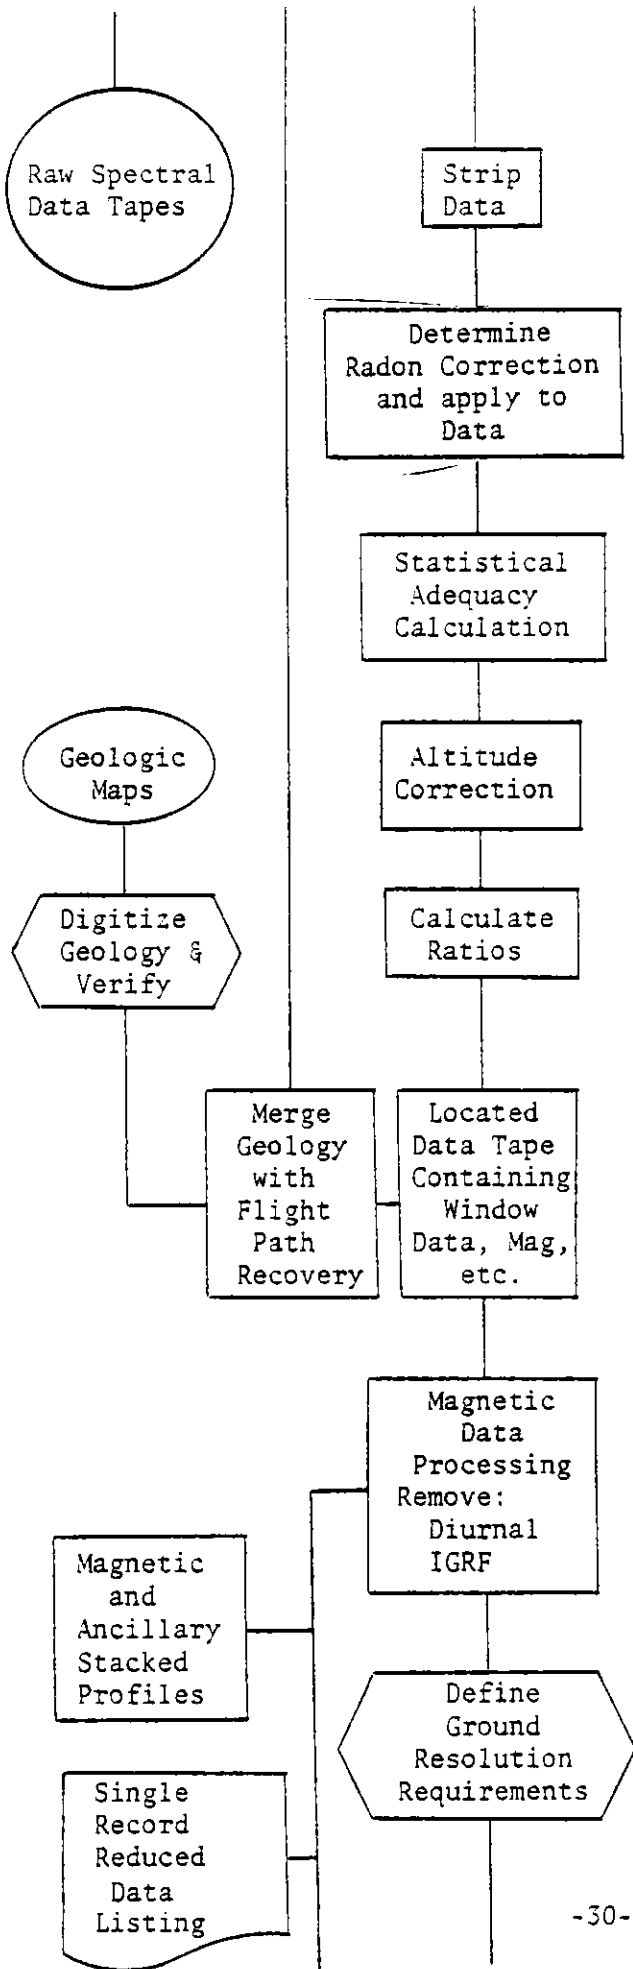 Raw Spectral
Data Tapes
Strip
Data
Determine
Radon Correction
and apply to
Data
Statistical
Adequacy
Calculation
Geologic
Maps
Altitude
Correction
Digitize
Geology &
Verify
Calculate
Ratios
Merge
Geology
with
Flight
Path
Recovery
Located
Data Tape
Containing
Window
Data, Mag,
etc.
Magnetic
Data
Processing
Remove:
Diurnal
IGRF
Magnetic
and
Ancillary
Stacked
Profiles
Define
Ground
Resolution
Requirements
Single
Record
Reduced
Data
Listing
-30-